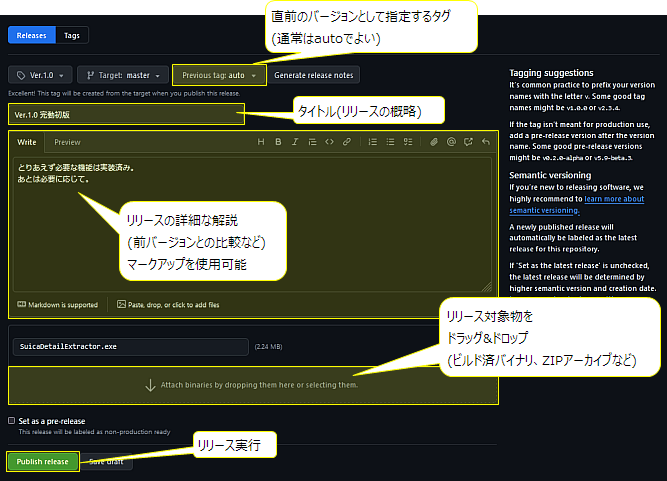 直前のバージョンとして指定するタグ
(通常はautoでよい)
Releases
Tags
Ver.1.0
Target: master
Previous tag: auto
Generate release notes
Excellent! This tag will be created from the target when you publish this release.
Ver.1.0 完動初版
タイトル(リリースの概略)
Write
Preview
H B I
とりあえず必要な機能は実装済み。
あとは必要に応じて。
リリースの詳細な解説
(前バージョンとの比較など)
マークアップを使用可能
Markdown is supported
Paste, drop, or click to add files
SuicaDetailExtractor.exe
(2.24 MB)
リリース対象物を
ドラッグ&ドロップ
(ビルド済バイナリ、ZIPアーカイブなど)
Attach binaries by dropping them here or selecting them.
Set as a pre-release
This release will be labeled as non-production ready
リリース実行
Publish release
Save draft
Tagging suggestions
It's common practice to prefix your version
names with the letter v. Some good tag
names might be v1.0.0 or v2.3.4.
If the tag isn't meant for production use,
add a pre-release version after the version
name. Some good pre-release versions
might be v0.2.0-alpha or v5.9-beta.3.
Semantic versioning
If you're new to releasing software, we
highly recommend to learn more about
semantic versioning.
A newly published release will
automatically be labeled as the latest
release for this repository.
If 'Set as the latest release' is unchecked,
the latest release will be determined by
higher semantic version and creation date.